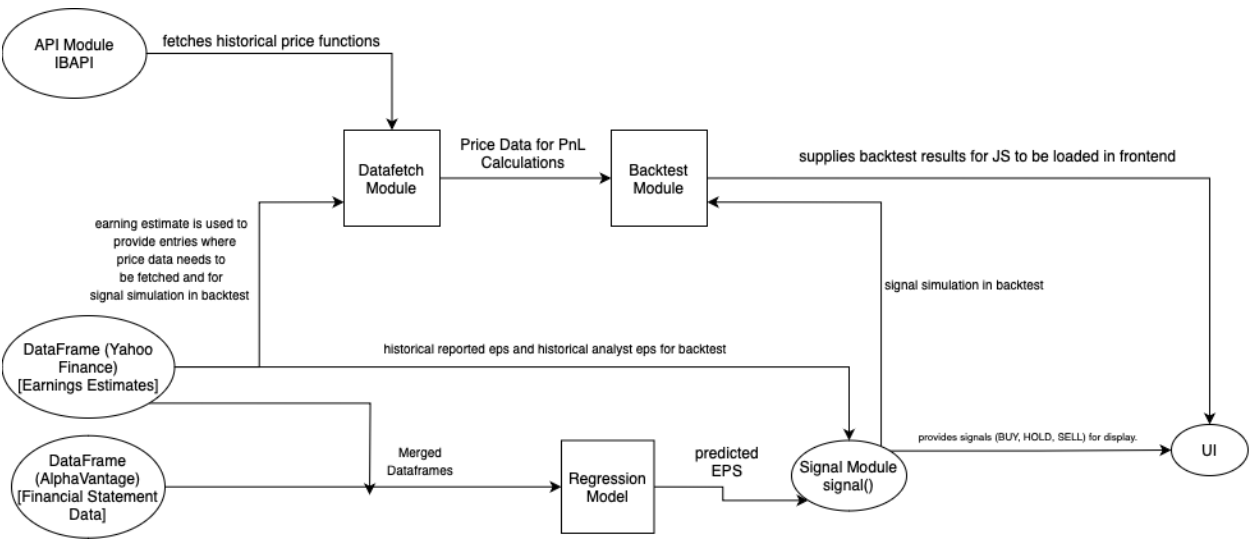 API Module
IBAPI
fetches historical price functions
Datafetch
Module
Price Data for PnL
Calculations
Backtest
Module
supplies backtest results for JS to be loaded in frontend
earning estimate is used to
provide entries where
price data needs to
be fetched and for
signal simulation in backtest
signal simulation in backtest
DataFrame (Yahoo
Finance)
[Earnings Estimates]
historical reported eps and historical analyst eps for backtest
DataFrame
(AlphaVantage)
[Financial Statement
Data]
Merged
Dataframes
Regression
Model
predicted
EPS
Signal Module
signal()
provides signals (BUY, HOLD, SELL) for display.
UI